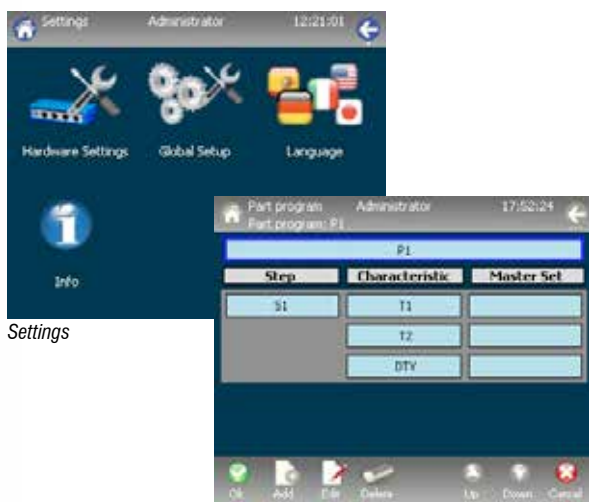 Settings Administrator 12:21:01
Hardware Settings Global Setup Language
Info
Settings
Part program Administrator 17:52:24
Part program: P1
P1
Step Characteristic Master Set
S1 T1
T2
DTV
Ok Add Edit Delete Up Down Cancel